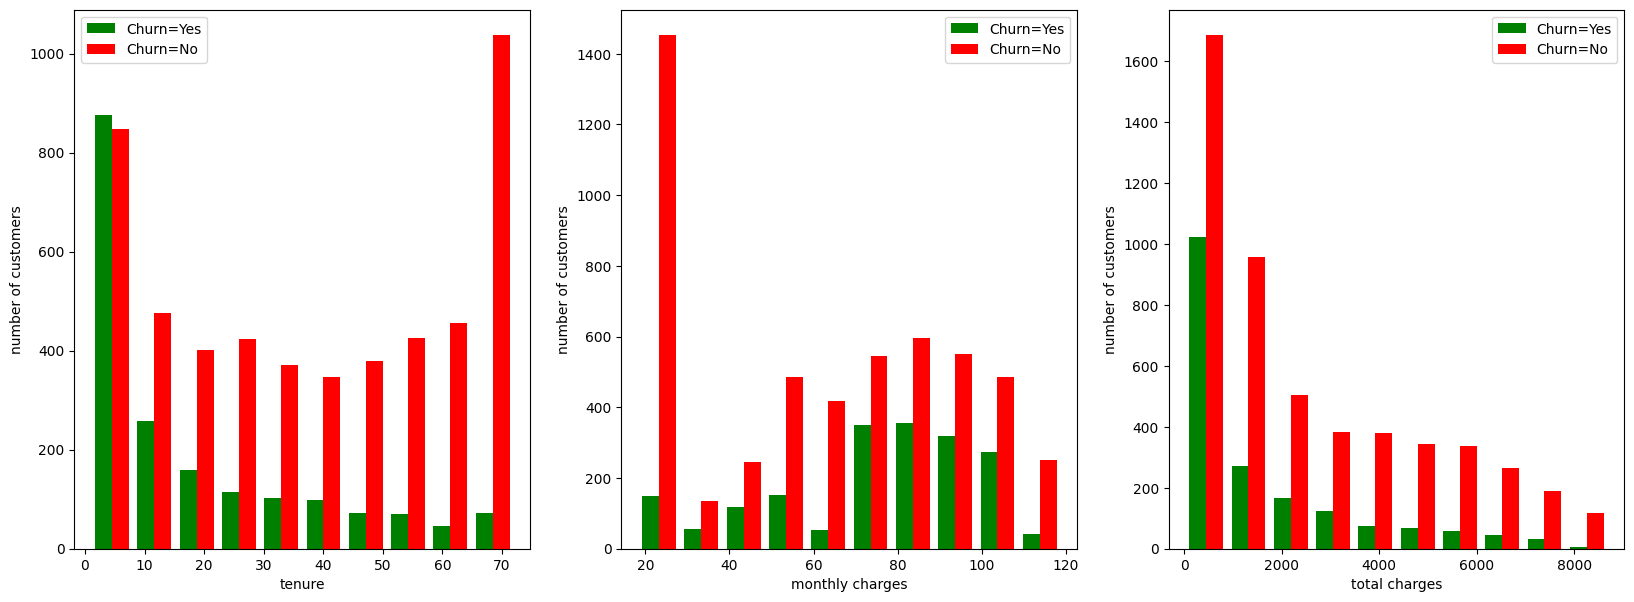 Churn=Yes
Churn=No
number of customers
1000
800
600
400
200
0
0 10 20 30 40 50 60 70
tenure
Churn=Yes
Churn=No
number of customers
1400
1200
1000
800
600
400
200
0
20 40 60 80 100 120
monthly charges
Churn=Yes
Churn=No
number of customers
1600
1400
1200
1000
800
600
400
200
0
0 2000 4000 6000 8000
total charges